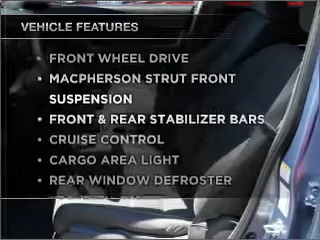 VEHICLE FEATURES
• FRONT WHEEL DRIVE
• MACPHERSON STRUT FRONT
SUSPENSION
• FRONT & REAR STABILIZER BARS
• CRUISE CONTROL
• CARGO AREA LIGHT
• REAR WINDOW DEFROSTER